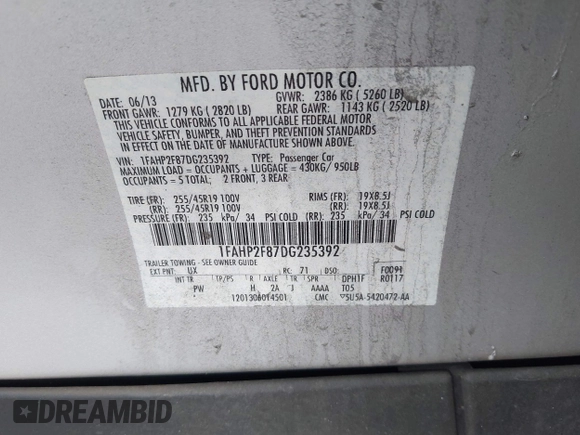 MFD. BY FORD MOTOR CO.
DATE: 06/13 GVWR: 2386 KG ( 5260 LB)
FRONT GAWR: 1279 KG ( 2820 LB) REAR GAWR: 1143 KG ( 2520 LB)
THIS VEHICLE CONFORMS TO ALL APPLICABLE FEDERAL MOTOR
VEHICLE SAFETY, BUMPER, AND THEFT PREVENTION STANDARDS
IN EFFECT ON THE DATE OF MANUFACTURE SHOWN ABOVE.
VIN: 1FAHP2F87DG235392 TYPE: Passenger Car
MAXIMUM LOAD = OCCUPANTS + LUGGAGE = 430KG/ 950LB
OCCUPANTS = 5 TOTAL: 2 FRONT, 3 REAR
TIRE (FR): 255/45R19 100V RIMS (FR): 19X8.5J
(RR): 255/45R19 100V (RR): 19X8.5J
PRESSURE (FR) 235 kPa/ 34 PSI COLD (RR) 235 kPa/ 34 PSI COLD
1FAHP2F87DG235392
TRAILER TOWING - SEE OWNER GUIDE
EXT PNT: UX RC: 71 DSO: F0091
INT TR TP/PS R AXLE TR SPR DPH1F R0117
PW H 2A J AAAA T05
1201306014501 CMC 5U5A-5420472-AA
DREAMBID